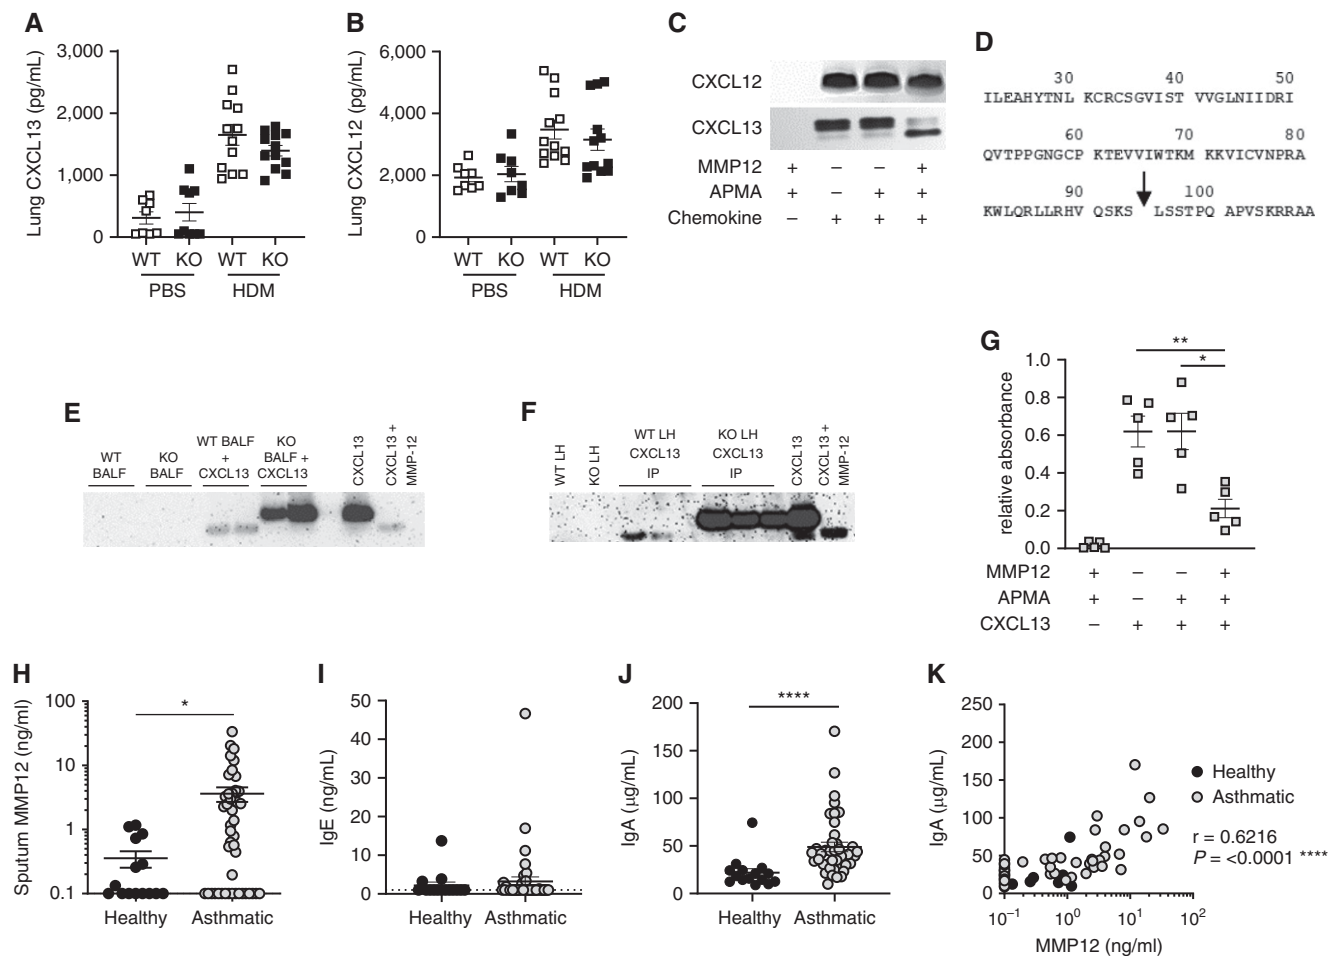 A
Lung CXCL13 (pg/mL)
3,000
2,000
1,000
0
WT KO WT KO
PBS HDM
B
Lung CXCL12 (pg/mL)
6,000
4,000
2,000
0
WT KO WT KO
PBS HDM
C
CXCL12
CXCL13
MMP12 + – – +
APMA + – + +
Chemokine – + + +
D
30 40 50
ILEAHYTNL KCRCSGVIST VVGLNIIDRI
60 70 80
QVTPPGNGCP KTEVVIWTKM KKVICVNPRA
90 100
KWLQRLLRHV QSKS LSSTPQ APVSKRRAA
E
WT BALF
KO BALF
WT BALF + CXCL13
KO BALF + CXCL13
CXCL13
CXCL13 + MMP-12
F
WT LH
KO LH
WT LH CXCL13 IP
KO LH CXCL13 IP
CXCL13
CXCL13 + MMP-12
G
relative absorbance
1.0
0.8
0.6
0.4
0.2
0.0
**
*
MMP12 + – – +
APMA + – + +
CXCL13 – + + +
H
Sputum MMP12 (ng/ml)
100
10
1
0.1
*
Healthy Asthmatic
I
IgE (ng/mL)
50
40
30
20
10
0
Healthy Asthmatic
J
IgA (µg/mL)
200
150
100
50
0
****
Healthy Asthmatic
K
IgA (µg/mL)
250
200
150
100
50
0
10⁻¹ 10⁰ 10¹ 10²
MMP12 (ng/ml)
Healthy
Asthmatic
r = 0.6216
P = <0.0001 ****